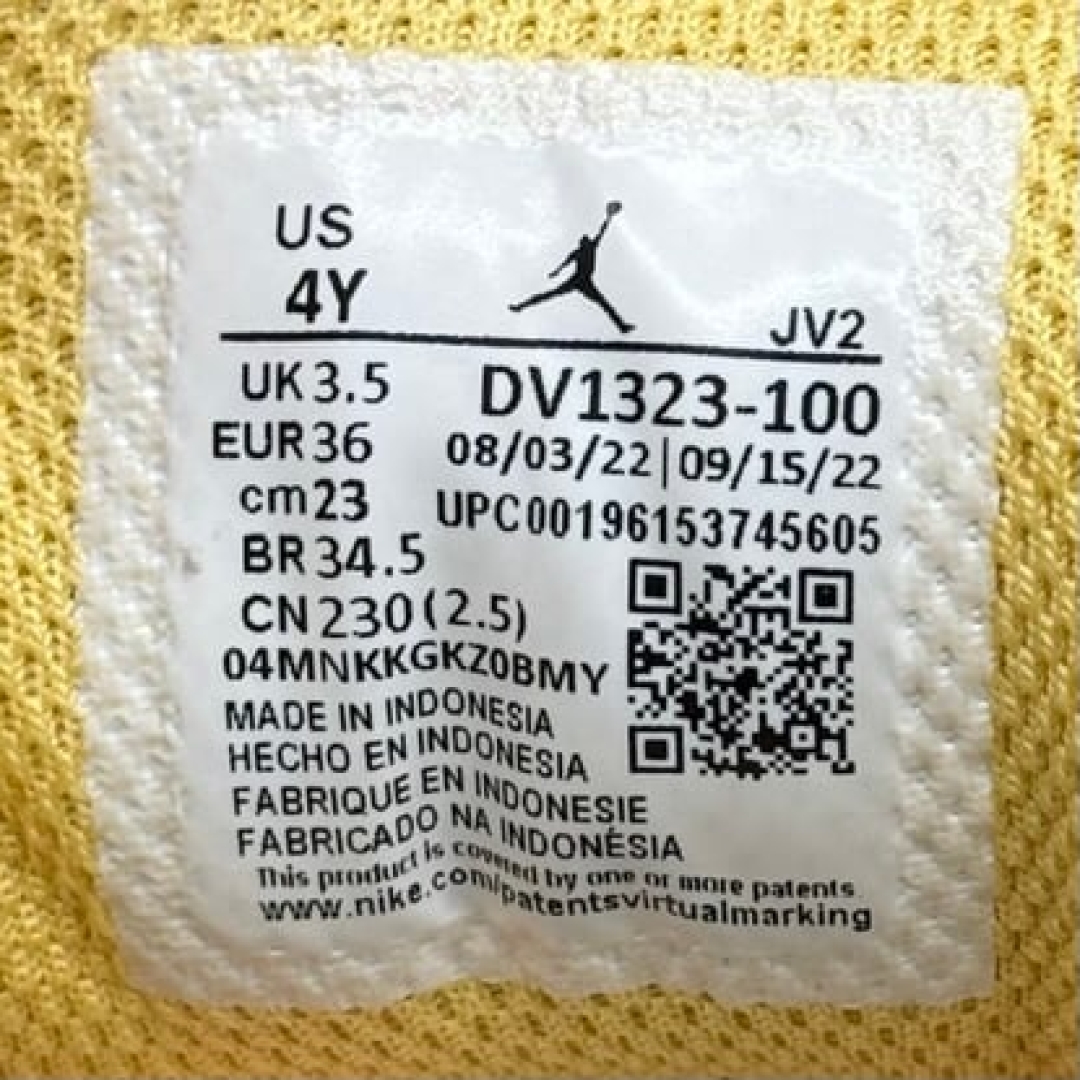 US
4Y
JV2
UK 3.5
DV1323-100
EUR 36
08/03/22|09/15/22
cm 23
UPC 00196153745605
BR 34.5
CN 230 (2.5)
04MNKKGKZ0BMY
MADE IN INDONESIA
HECHO EN INDONESIA
FABRIQUE EN INDONESIE
FABRICADO NA INDONÉSIA
This product is covered by one or more patents
www.nike.com/patentsvirtualmarking